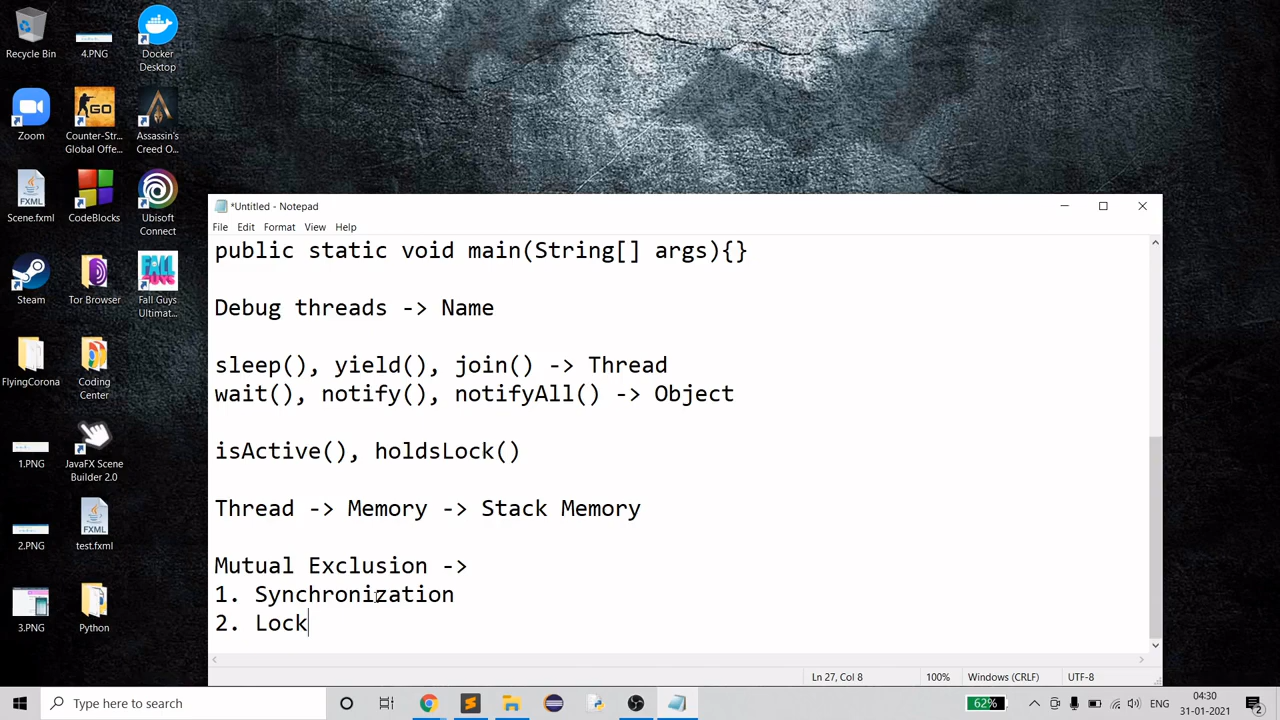 Recycle Bin
4.PNG
Docker
Desktop
Zoom
Counter-Str...
Global Offe...
Assassin's
Creed O...
Scene.fxml
CodeBlocks
Ubisoft
Connect
Steam
Tor Browser
Fall Guys
Ultimat...
FlyingCorona
Coding
Center
1.PNG
JavaFX Scene
Builder 2.0
2.PNG
test.fxml
3.PNG
Python
*Untitled - Notepad
File Edit Format View Help
public static void main(String[] args){}
Debug threads -> Name
sleep(), yield(), join() -> Thread
wait(), notify(), notifyAll() -> Object
isActive(), holdsLock()
Thread -> Memory -> Stack Memory
Mutual Exclusion ->
1. Synchronization
2. Lock
Ln 27, Col 8 100% Windows (CRLF) UTF-8
Type here to search
62%
ENG
04:30
31-01-2021
2